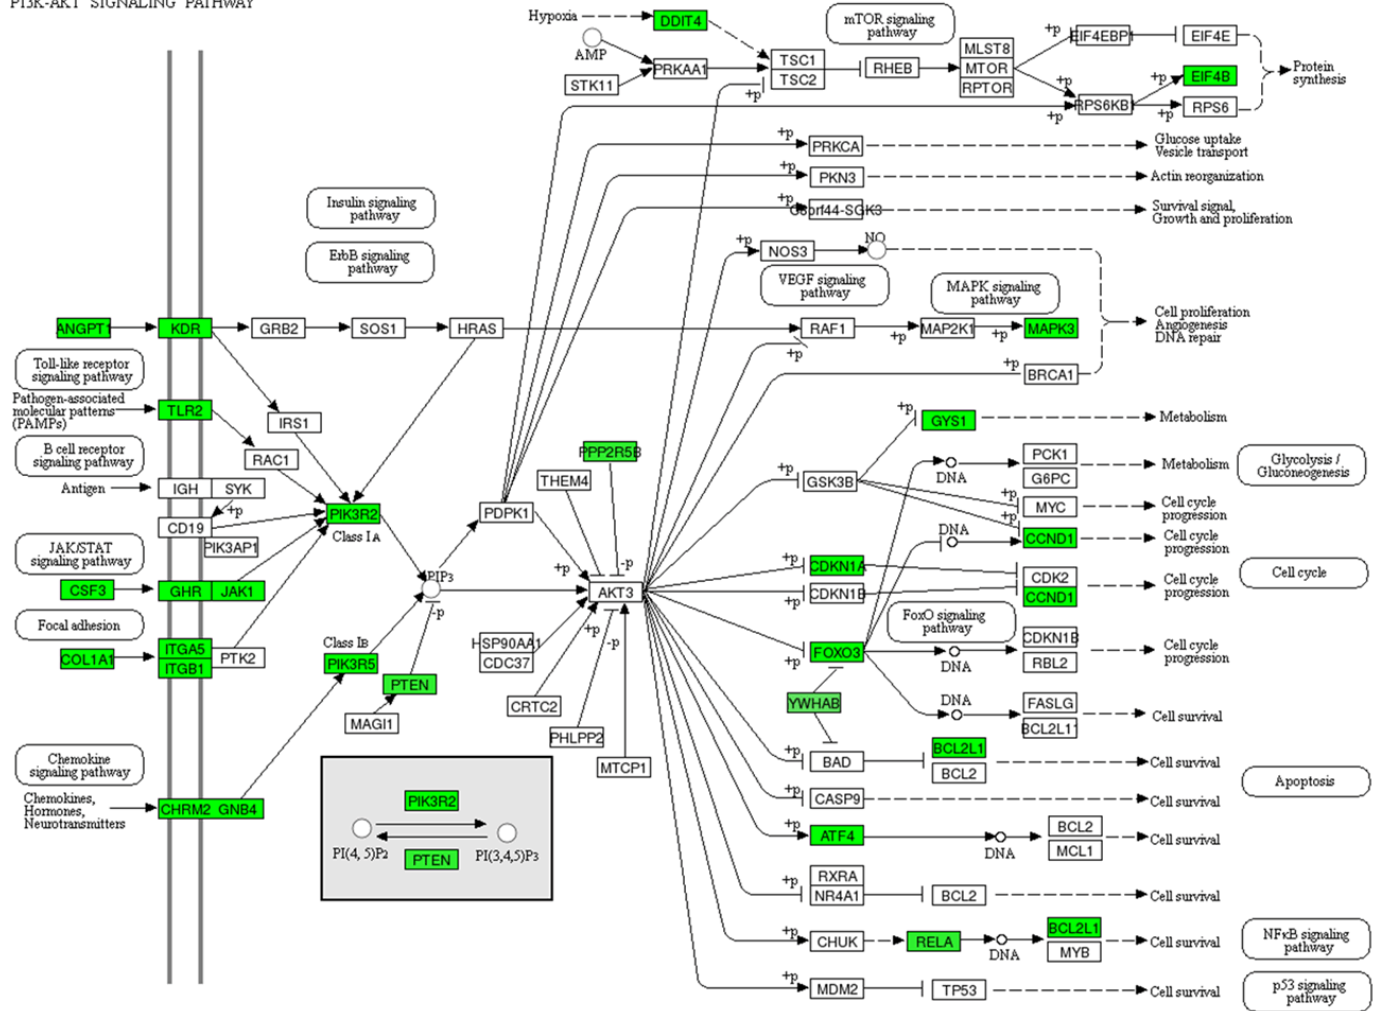 PI3K-AKT SIGNALING PATHWAY
Hypoxia
DDIT4
mTOR signaling
pathway
AMP
STK11
PRKAA1
TSC1
TSC2
+p
RHEB
MLST8
MTOR
RPTOR
+p
EIF4EBP1
EIF4E
+p
RPS6KB1
+p
+p
EIF4B
+p
RPS6
Protein
synthesis
+p
PRKCA
Glucose uptake
Vesicle transport
+p
PKN3
Actin reorganization
+p
C8orf44-SGK3
Survival signal,
Growth and proliferation
Insulin signaling
pathway
ErbB signaling
pathway
+p
NOS3
NO
VEGF signaling
pathway
MAPK signaling
pathway
ANGPT1
KDR
GRB2
SOS1
HRAS
RAF1
+p
+p
MAP2K1
+p
MAPK3
Cell proliferation
Angiogenesis
DNA repair
BRCA1
Toll-like receptor
signaling pathway
Pathogen-associated
molecular patterns
(PAMPs)
TLR2
IRS1
RAC1
B cell receptor
signaling pathway
Antigen
IGH
SYK
+p
CD19
PIK3AP1
PIK3R2
Class IA
JAK/STAT
signaling pathway
CSF3
GHR
JAK1
Focal adhesion
COL1A1
ITGA5
ITGB1
PTK2
Chemokine
signaling pathway
Chemokines,
Hormones,
Neurotransmitters
CHRM2
GNB4
Class IB
PIK3R5
PIP3
-p
PTEN
MAGI1
PDPK1
THEM4
PPP2R5B
+p
-p
AKT3
HSP90AA1
CDC37
+p
-p
CRTC2
PHLPP2
MTCP1
PIK3R2
PI(4, 5)P2
PI(3,4,5)P3
PTEN
+p
GYS1
Metabolism
+p
GSK3B
DNA
PCK1
G6PC
Metabolism
Glycolysis /
Gluconeogenesis
+p
MYC
Cell cycle
progression
+p
DNA
CCND1
Cell cycle
progression
+p
CDKN1A
+p
CDKN1B
CDK2
CCND1
Cell cycle
progression
Cell cycle
FoxO signaling
pathway
+p
FOXO3
DNA
CDKN1B
RBL2
Cell cycle
progression
YWHAB
DNA
FASLG
BCL2L11
Cell survival
+p
BAD
BCL2L1
BCL2
Cell survival
Apoptosis
+p
CASP9
Cell survival
+p
ATF4
DNA
BCL2
MCL1
Cell survival
+p
RXRA
NR4A1
BCL2
Cell survival
+p
CHUK
RELA
DNA
BCL2L1
MYB
Cell survival
NFκB signaling
pathway
+p
MDM2
TP53
Cell survival
p53 signaling
pathway